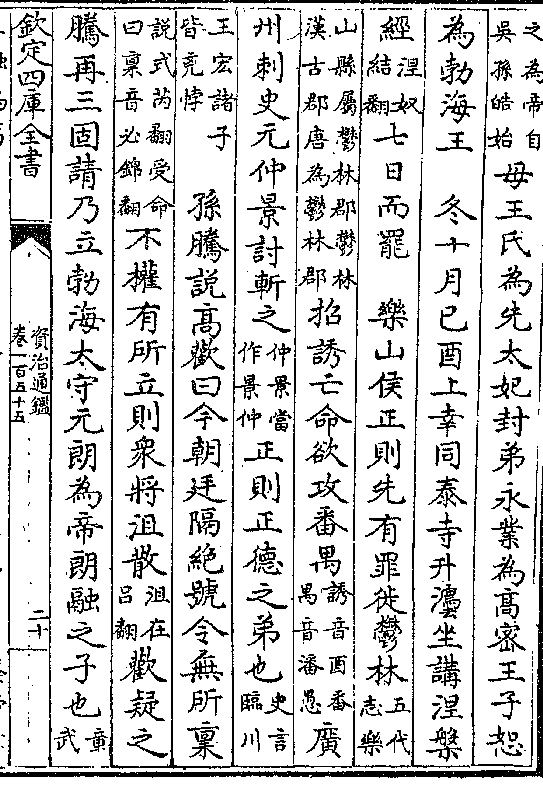 之為帝自吳孫皓始母王氏為先太妃封弟永業為高密王子恕
為勃海王　冬十月已酉上幸同泰寺升灋坐講涅槃
經涅奴結翻七日而罷　樂山侯正則先有罪徙鬱林五代志樂
山縣屬鬱林郡鬱林漢古郡唐為鬱林郡招誘亡命欲攻番禺誘音酉番禺音潘愚廣
州刺史元仲景討斬之仲景當作景仲正則正德之弟也史言臨川
王宏諸子皆兇悖　孫騰説高歡曰今朝廷隔絶號令無所稟
説式芮翻受命曰稟音必錦翻不權有所立則衆將沮散沮在呂翻歡疑之
騰再三固請乃立勃海太守元朗為帝朗融之子也章武
欽定四庫全書
資治通鑑
卷一百五十五
二十